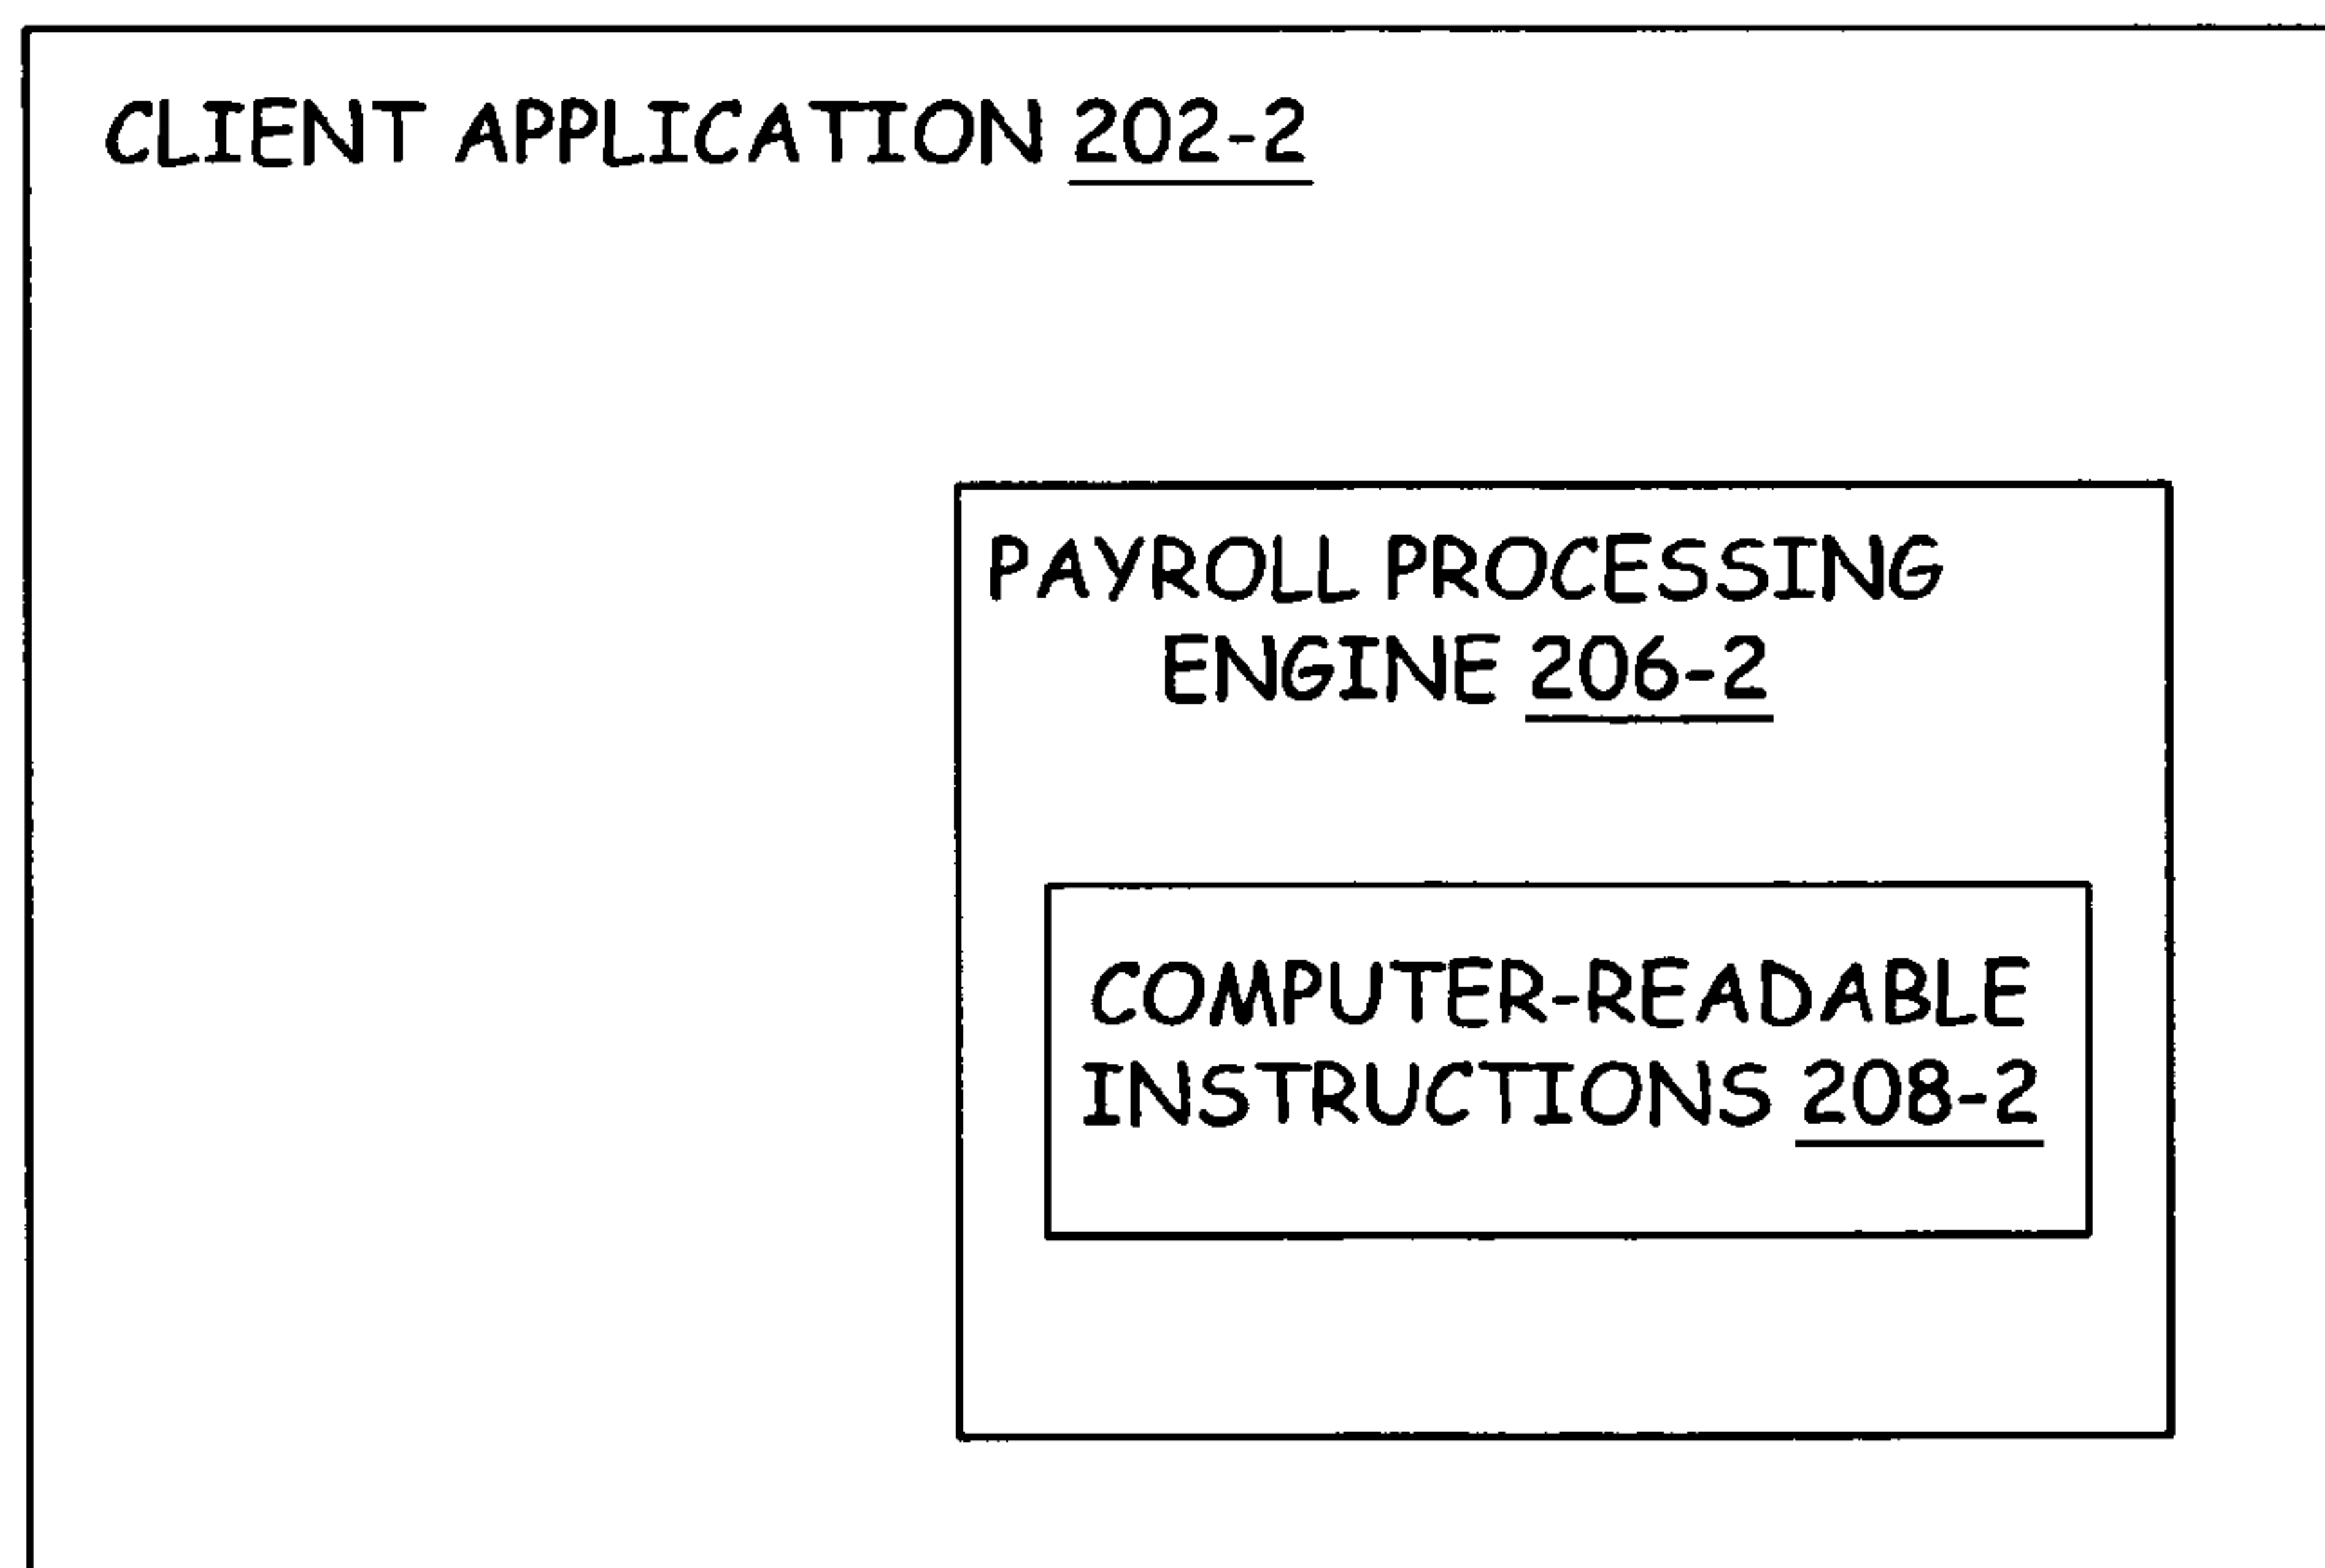 CLIENT APPLICATION 202-2
PAYROLL PROCESSING
ENGINE 206-2
COMPUTER-READABLE
INSTRUCTIONS 208-2